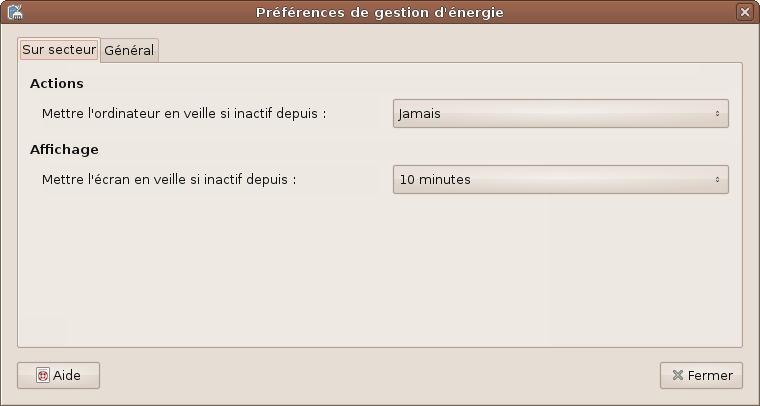 Préférences de gestion d'énergie
Sur secteur
Général
Actions
Mettre l'ordinateur en veille si inactif depuis :
Jamais
Affichage
Mettre l'écran en veille si inactif depuis :
10 minutes
Aide
Fermer